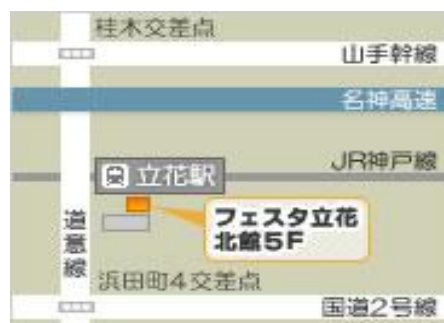 桂木交差点
山手幹線
名神高速
JR神戸線
立花駅
フェスタ立花
北館5F
道意線
浜田町4交差点
国道2号線